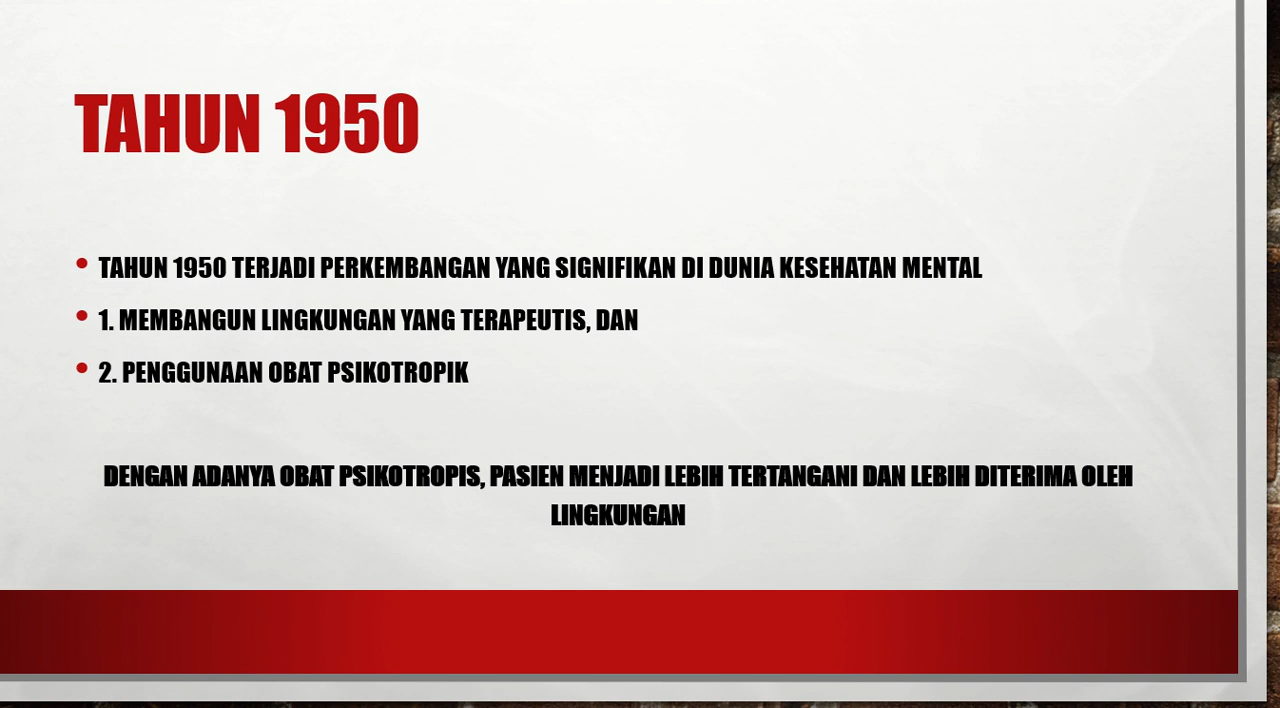 TAHUN 1950
• TAHUN 1950 TERJADI PERKEMBANGAN YANG SIGNIFIKAN DI DUNIA KESEHATAN MENTAL
• 1. MEMBANGUN LINGKUNGAN YANG TERAPEUTIS, DAN
• 2. PENGGUNAAN OBAT PSIKOTROPIK
DENGAN ADANYA OBAT PSIKOTROPIS, PASIEN MENJADI LEBIH TERTANGANI DAN LEBIH DITERIMA OLEH
LINGKUNGAN